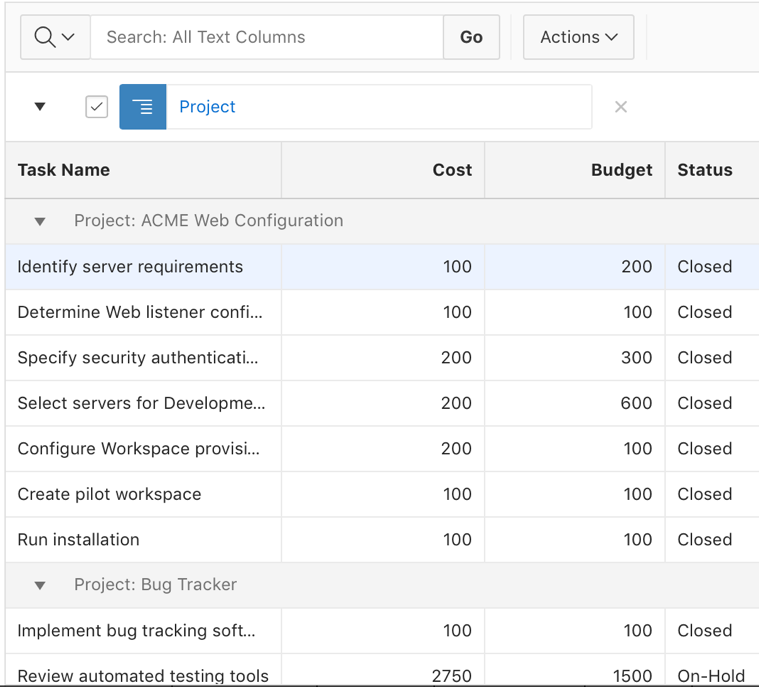 Search: All Text Columns Go Actions
Project
Task Name Cost Budget Status
Project: ACME Web Configuration
Identify server requirements 100 200 Closed
Determine Web listener confi... 100 100 Closed
Specify security authenticati... 200 300 Closed
Select servers for Developme... 200 600 Closed
Configure Workspace provisi... 200 100 Closed
Create pilot workspace 100 100 Closed
Run installation 100 100 Closed
Project: Bug Tracker
Implement bug tracking soft... 100 100 Closed
Review automated testing tools 2750 1500 On-Hold